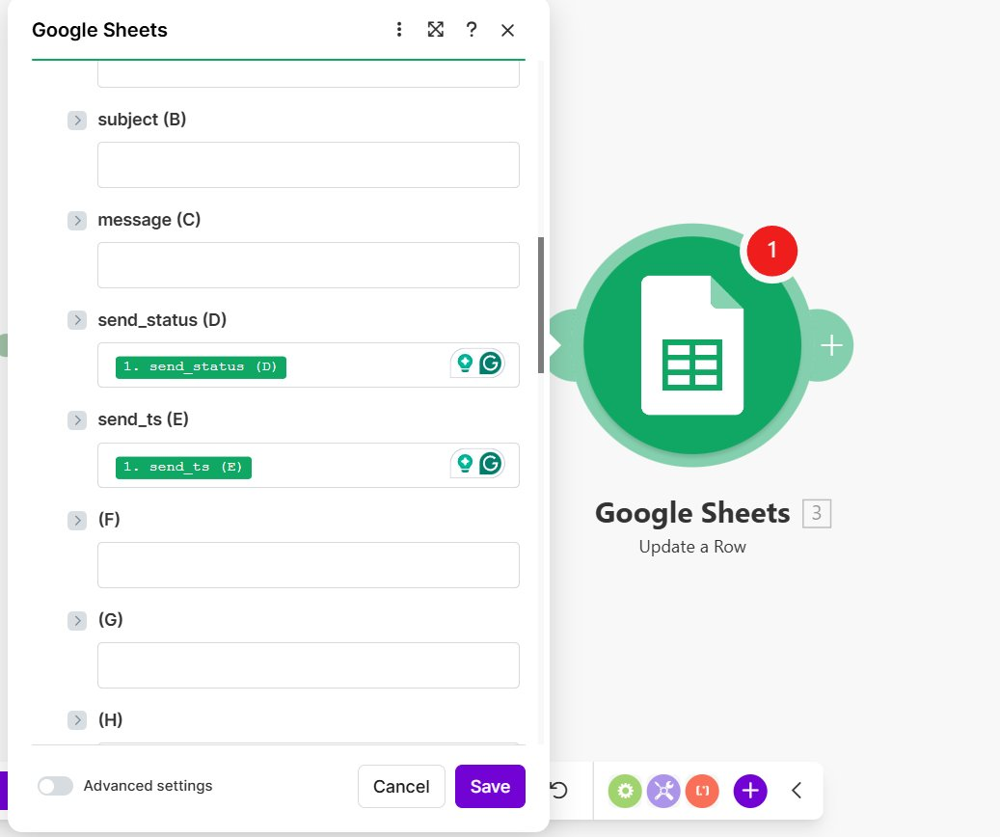 Google Sheets
?
subject (B)
message (C)
send_status (D)
1. send_status (D)
send_ts (E)
1. send_ts (E)
(F)
(G)
(H)
Advanced settings
Cancel
Save
1
Google Sheets 3
Update a Row